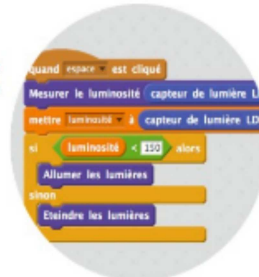 quand espace est cliqué
Mesurer le luminosité capteur de lumière
mettre luminosité à capteur de lumière
si luminosité < 150 alors
Allumer les lumières
sinon
Eteindre les lumières